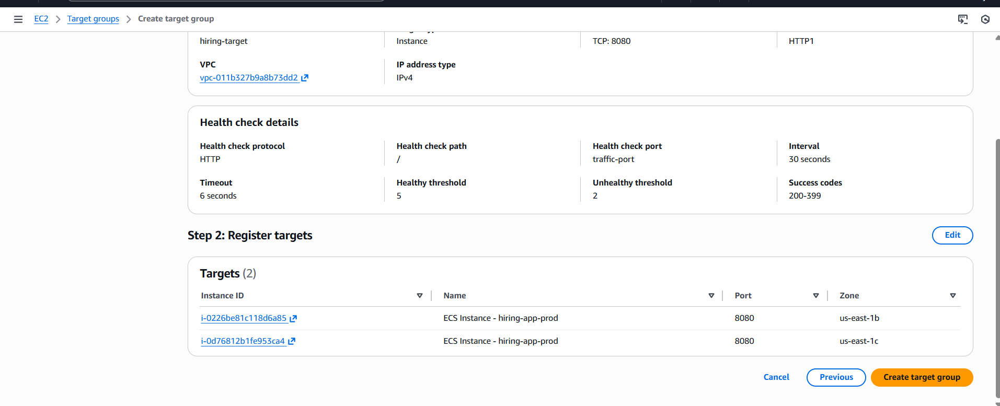 EC2 > Target groups > Create target group
hiring-target Instance TCP: 8080 HTTP1
VPC IP address type
vpc-011b327b9a8b73dd2 IPv4
Health check details
Health check protocol Health check path Health check port Interval
HTTP / traffic-port 30 seconds
Timeout Healthy threshold Unhealthy threshold Success codes
6 seconds 5 2 200-399
Step 2: Register targets Edit
Targets (2)
Instance ID Name Port Zone
i-0226be81c118d6a85 ECS Instance - hiring-app-prod 8080 us-east-1b
i-0d76812b1fe953ca4 ECS Instance - hiring-app-prod 8080 us-east-1c
Cancel Previous Create target group